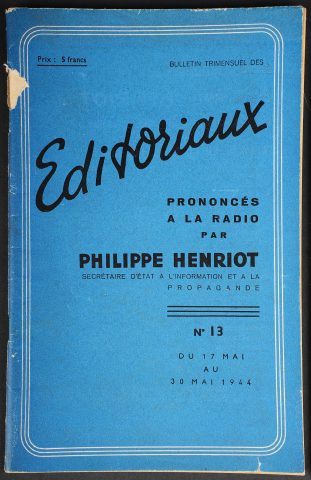 Prix : 5 francs
BULLETIN TRIMENSUEL DES
Editoriaux
PRONONCÉS
A LA RADIO
PAR
PHILIPPE HENRIOT
SECRÉTAIRE D'ÉTAT A L'INFORMATION ET A LA
PROPAGANDE
N° 13
DU 17 MAI
AU
30 MAI 1944